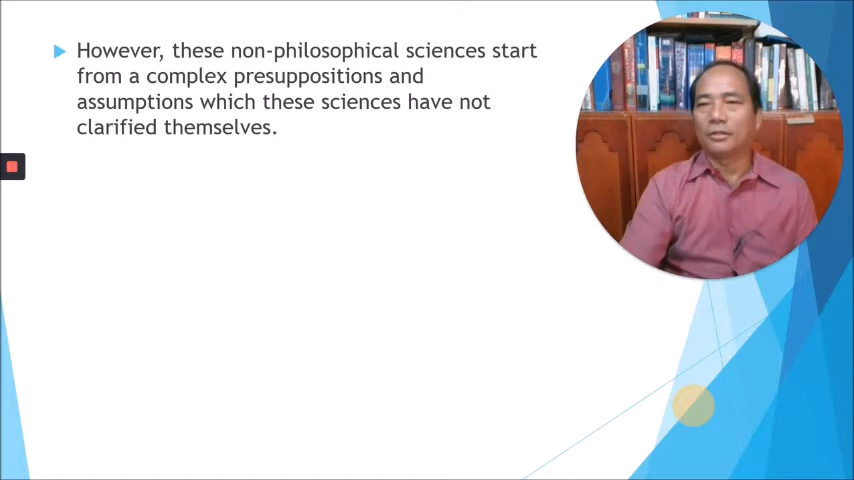 However, these non-philosophical sciences start
from a complex presuppositions and
assumptions which these sciences have not
clarified themselves.